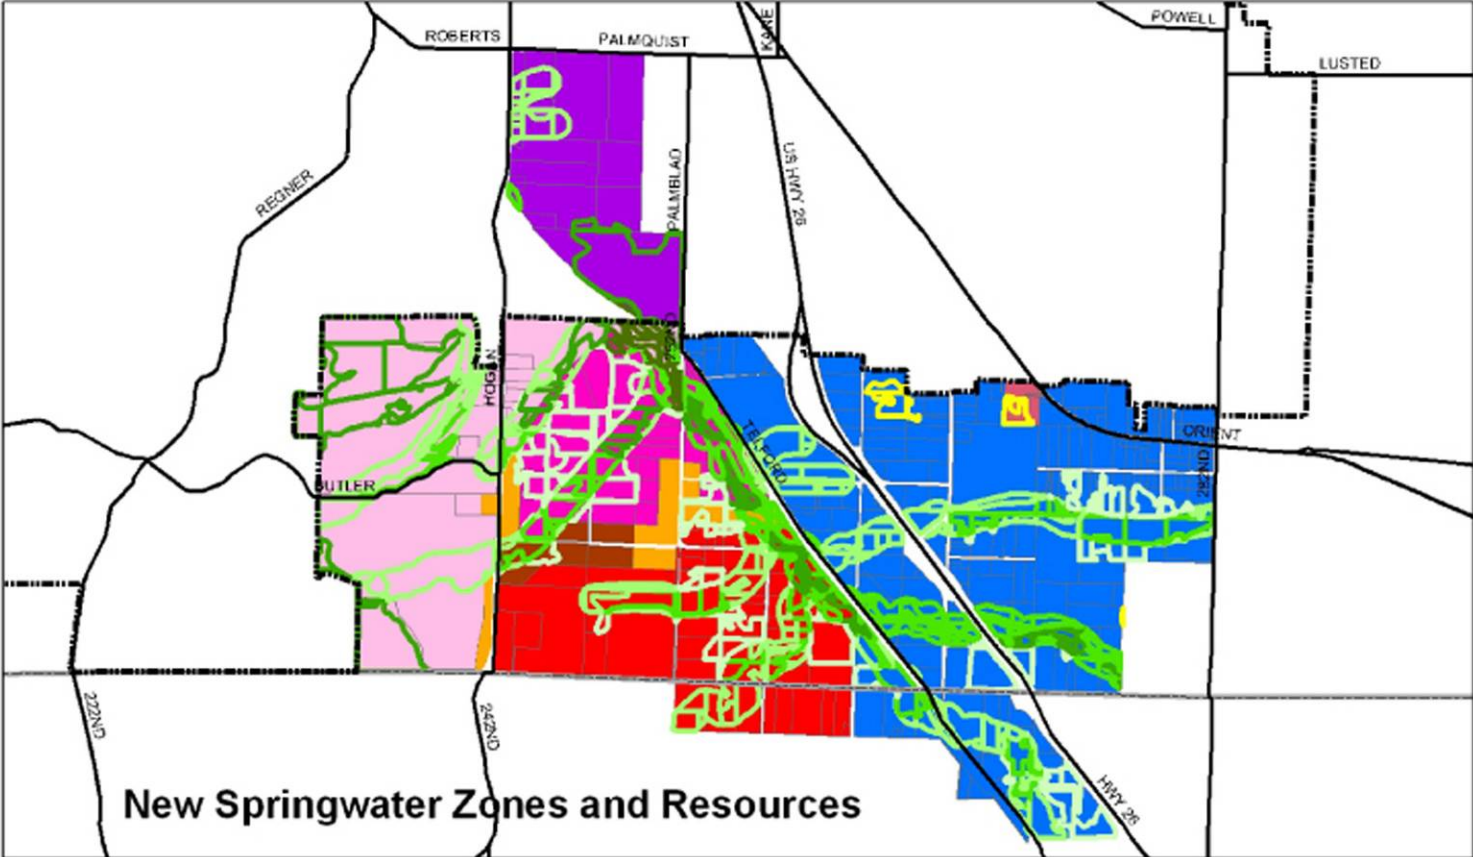 POWELL
ROBERTS
PALMQUIST
KANE
LUSTED
US HWY 26
PALMBLAD
REGNER
252ND
HOGAN
TELFORD
ORIENT
282ND
BUTLER
222ND
242ND
HWY 26
New Springwater Zones and Resources